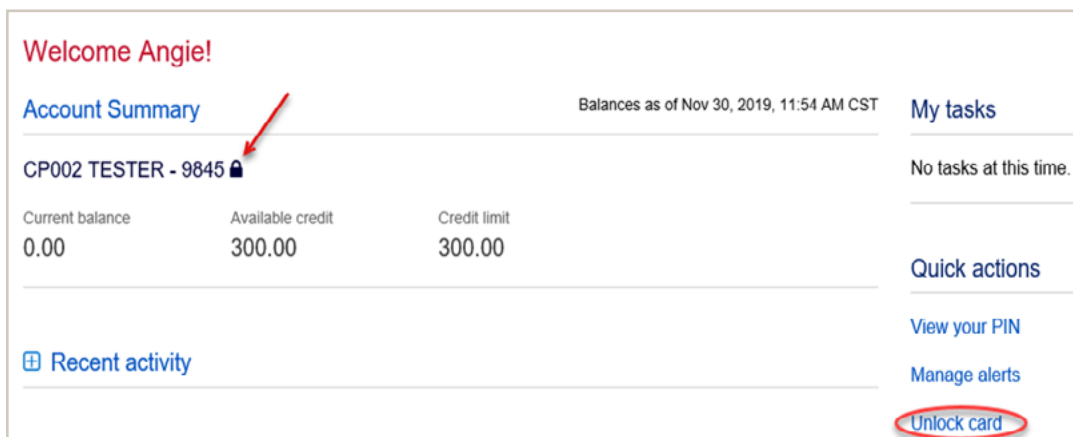 Welcome Angie!
Account Summary
Balances as of Nov 30, 2019, 11:54 AM CST
CP002 TESTER - 9845
Current balance
Available credit
Credit limit
0.00
300.00
300.00
Recent activity
My tasks
No tasks at this time.
Quick actions
View your PIN
Manage alerts
Unlock card